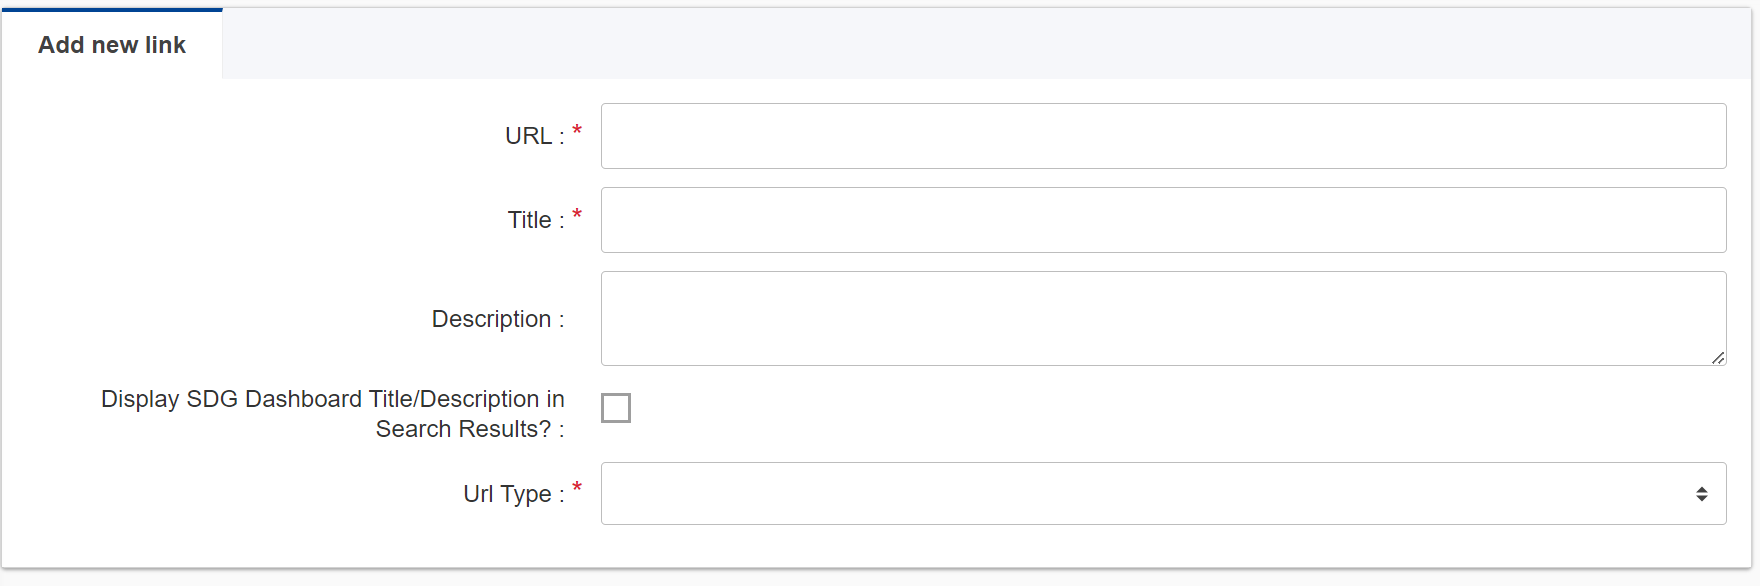 Add new link
URL : *
Title : *
Description :
Display SDG Dashboard Title/Description in
Search Results? :
Url Type : *